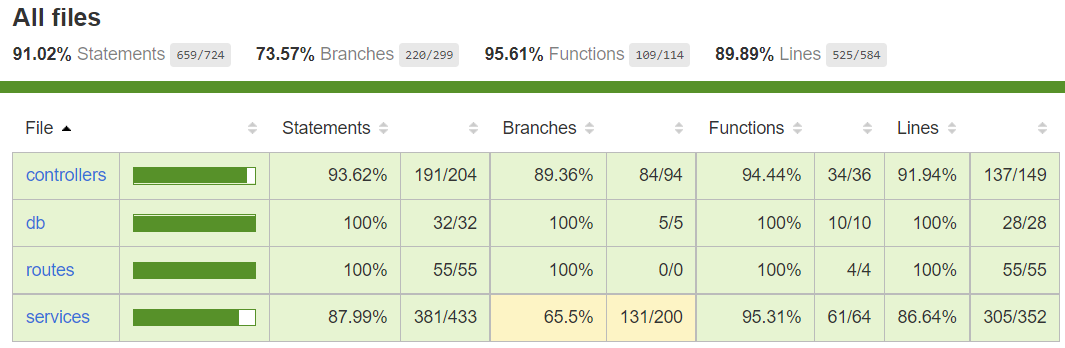 All files
91.02% Statements 659/724 73.57% Branches 220/299 95.61% Functions 109/114 89.89% Lines 525/584
File Statements Branches Functions Lines
controllers 93.62% 191/204 89.36% 84/94 94.44% 34/36 91.94% 137/149
db 100% 32/32 100% 5/5 100% 10/10 100% 28/28
routes 100% 55/55 100% 0/0 100% 4/4 100% 55/55
services 87.99% 381/433 65.5% 131/200 95.31% 61/64 86.64% 305/352